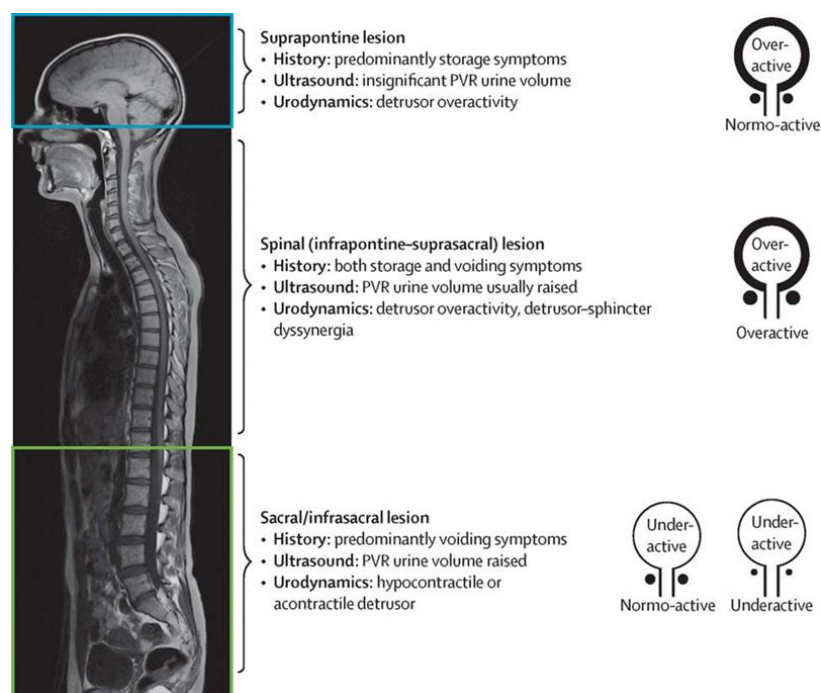 Suprapontine lesion
• History: predominantly storage symptoms
• Ultrasound: insignificant PVR urine volume
• Urodynamics: detrusor overactivity
Over-
active
Normo-active
Spinal (infrapontine–suprasacral) lesion
• History: both storage and voiding symptoms
• Ultrasound: PVR urine volume usually raised
• Urodynamics: detrusor overactivity, detrusor–sphincter
dyssynergia
Over-
active
Overactive
Sacral/infrasacral lesion
• History: predominantly voiding symptoms
• Ultrasound: PVR urine volume raised
• Urodynamics: hypocontractile or
acontractile detrusor
Under-
active
Normo-active
Under-
active
Underactive